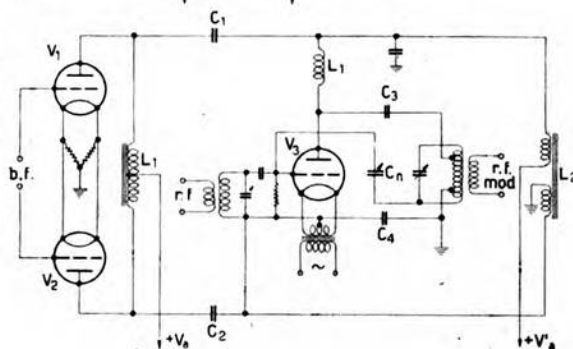 C1
V1
L1
C3
V3
b.f.
L1
r.f
Cn
r.f.
mod
L2
C4
~
V2
C2
+Va
+V'a